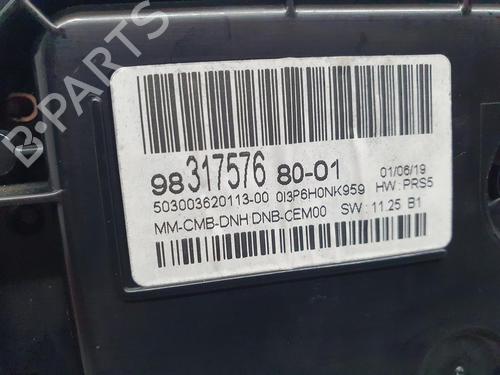 B-PARTS
98 317576 80-01
01/06/19
503003620113-00 0I3P6H0NK959 HW: PRS5
MM-CMB-DNH DNB-CEM00 SW : 11.25 B1